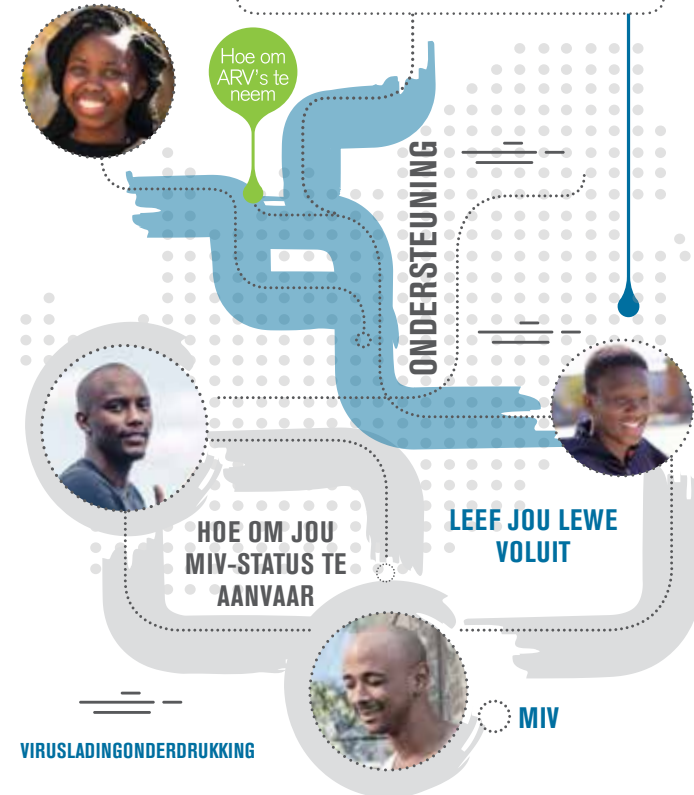 Hoe om
ARV's te
neem
ONDERSTEUNING
HOE OM JOU
MIV-STATUS TE
AANVAAR
LEEF JOU LEWE
VOLUIT
MIV
VIRUSLADINGONDERDRUKKING